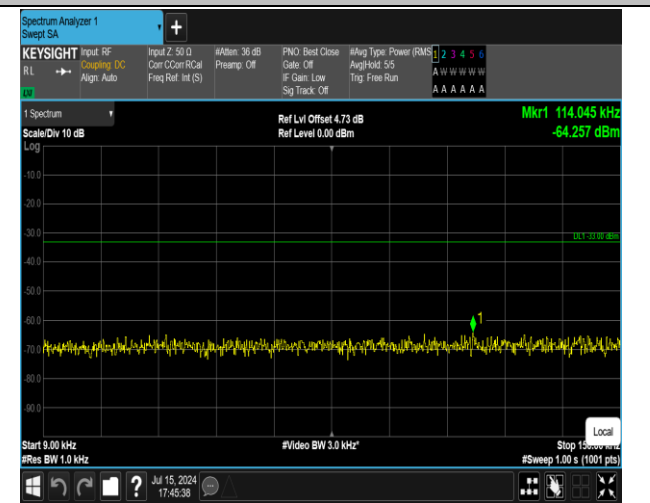 Spectrum Analyzer 1
Swept SA
+
KEYSIGHT
RL
Input: RF
Coupling: DC
Align: Auto
Input Z: 50 Ω
Corr CCorr RCal
Freq Ref: Int (S)
#Atten: 36 dB
Preamp: Off
PNO: Best Close
Gate: Off
IF Gain: Low
Sig Track: Off
#Avg Type: Power (RMS
Avg|Hold: 5/5
Trig: Free Run
1 2 3 4 5 6
A W W W W W
A A A A A A
1 Spectrum
Scale/Div 10 dB
Log
Ref Lvl Offset 4.73 dB
Ref Level 0.00 dBm
Mkr1 114.045 kHz
-64.257 dBm
-10.0
-20.0
-30.0
DL1 -33.00 dBm
-40.0
-50.0
-60.0
1
-70.0
-80.0
-90.0
Local
Start 9.00 kHz
#Res BW 1.0 kHz
#Video BW 3.0 kHz*
Stop
#Sweep 1.00 s (1001 pts)
?
Jul 15, 2024
17:45:38